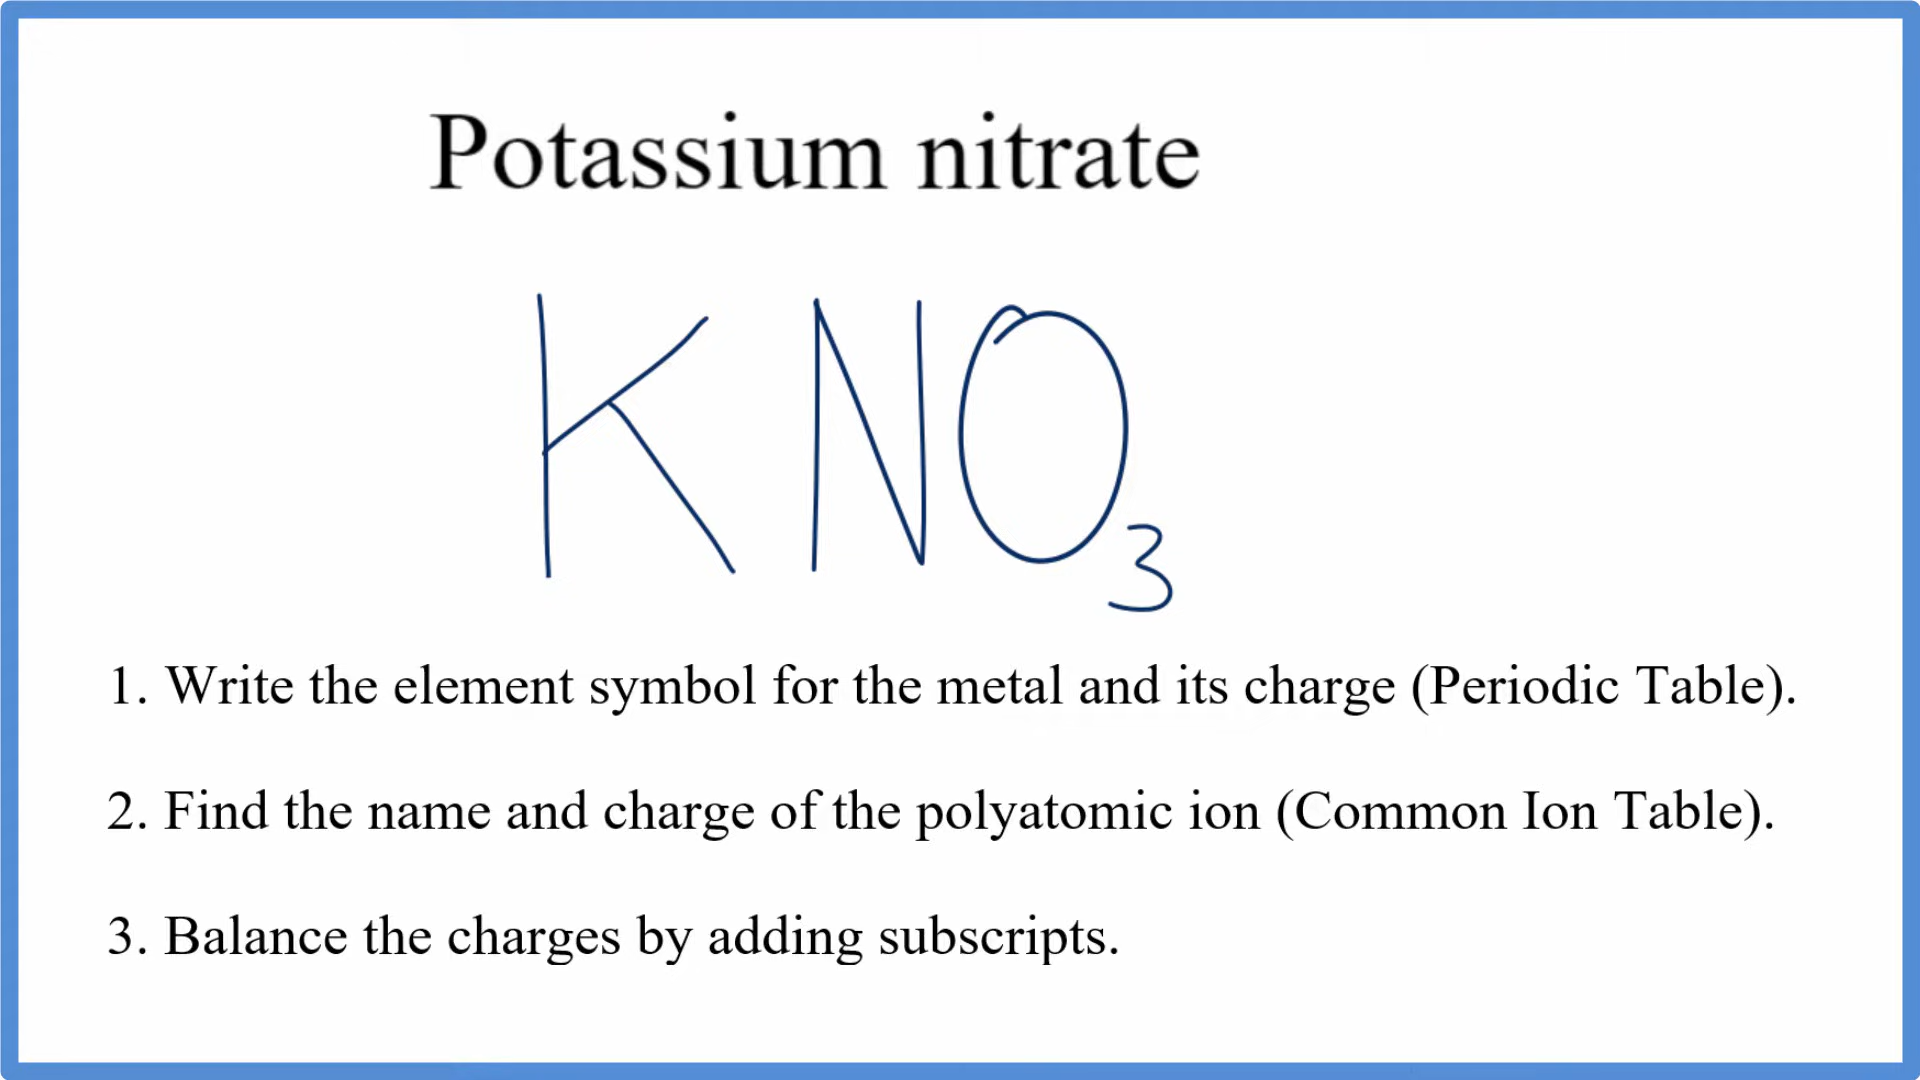 Potassium nitrate
KNO₃
1. Write the element symbol for the metal and its charge (Periodic Table).
2. Find the name and charge of the polyatomic ion (Common Ion Table).
3. Balance the charges by adding subscripts.